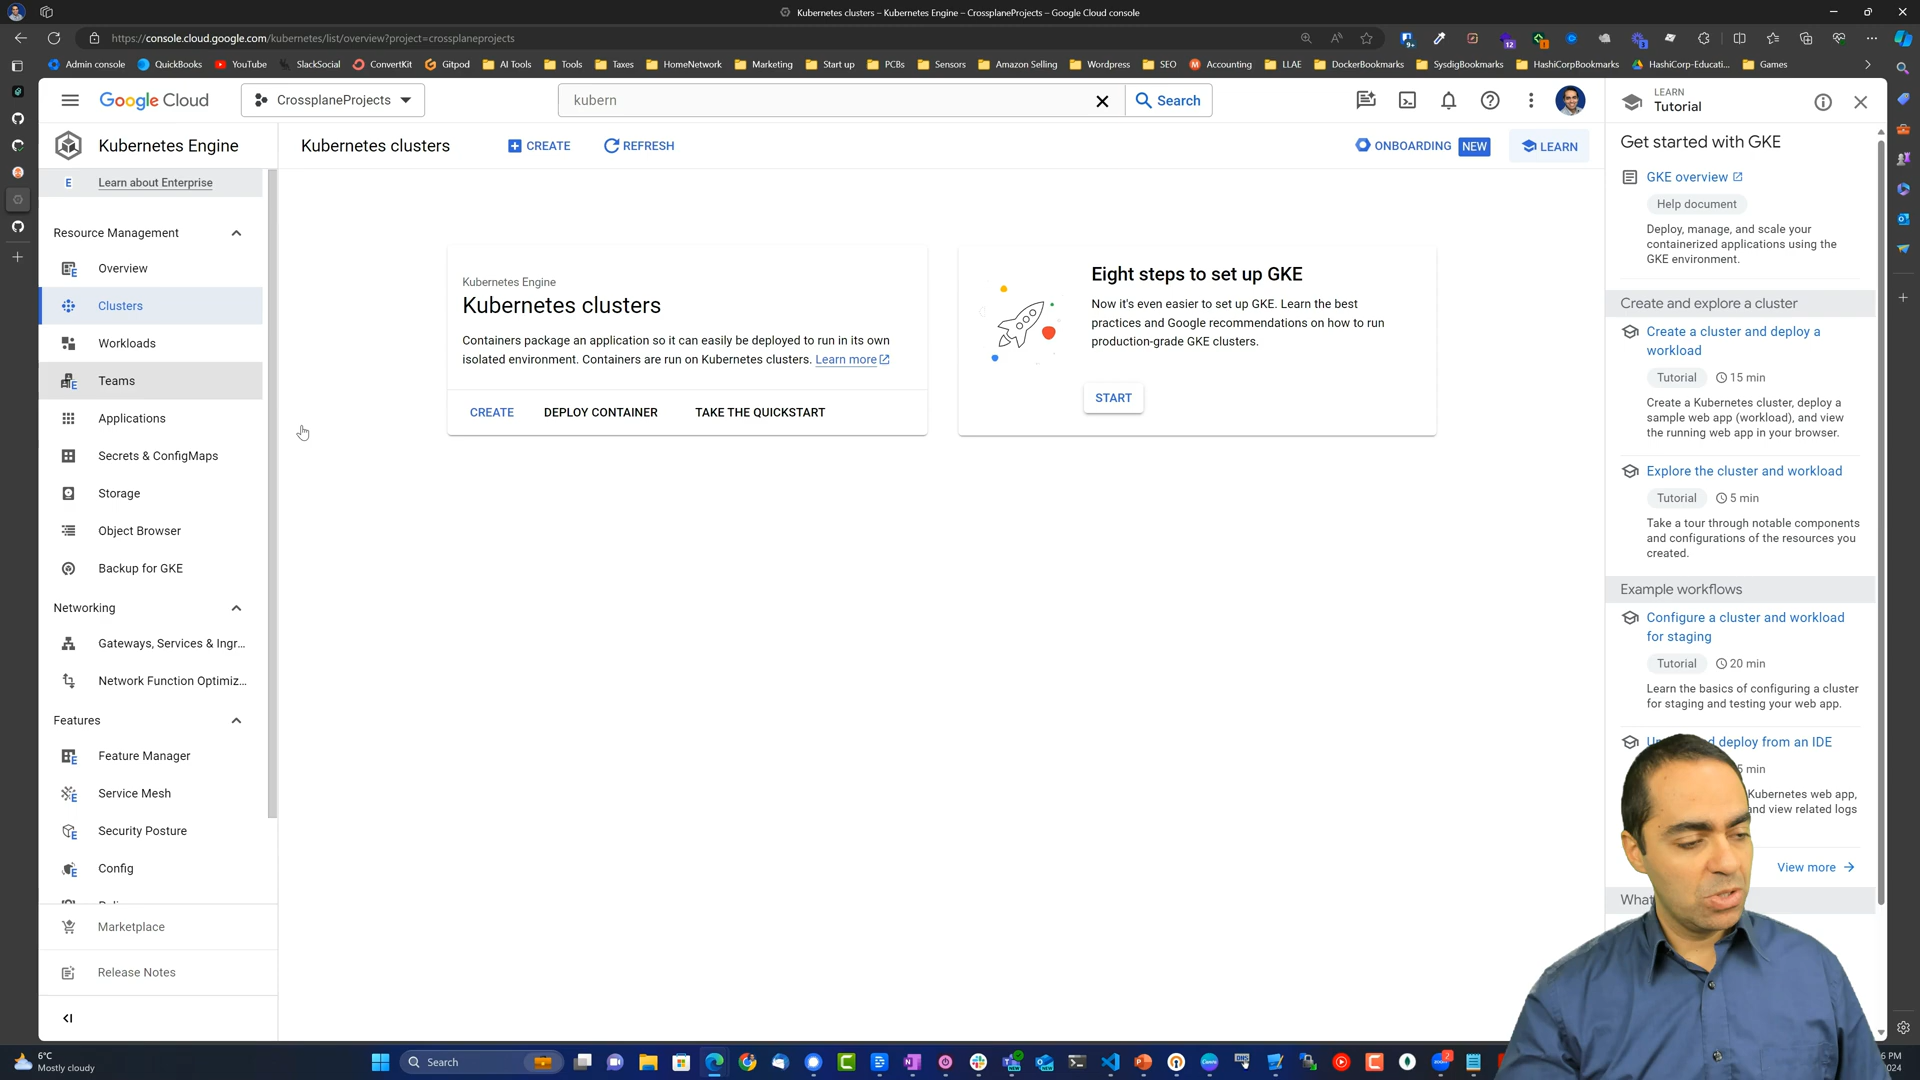 Kubernetes clusters – Kubernetes Engine – CrossplaneProjects – Google Cloud console
https://console.cloud.google.com/kubernetes/list/overview?project=crossplaneprojects
Admin console QuickBooks YouTube SlackSocial ConvertKit Gitpod AI Tools Tools Taxes HomeNetwork Marketing Start up PCBs Sensors Amazon Selling Wordpress SEO Accounting LLAE DockerBookmarks SysdigBookmarks HashiCorpBookmarks HashiCorp-Educati... Games
Google Cloud
CrossplaneProjects
kubern
Search
LEARN
Tutorial
Kubernetes Engine
Kubernetes clusters
CREATE
REFRESH
ONBOARDING NEW
LEARN
Learn about Enterprise
Resource Management
Overview
Clusters
Workloads
Teams
Applications
Secrets & ConfigMaps
Storage
Object Browser
Backup for GKE
Networking
Gateways, Services & Ingr...
Network Function Optimiz...
Features
Feature Manager
Service Mesh
Security Posture
Config
Marketplace
Release Notes
Kubernetes Engine
Kubernetes clusters
Containers package an application so it can easily be deployed to run in its own
isolated environment. Containers are run on Kubernetes clusters. Learn more
CREATE DEPLOY CONTAINER TAKE THE QUICKSTART
Eight steps to set up GKE
Now it's even easier to set up GKE. Learn the best
practices and Google recommendations on how to run
production-grade GKE clusters.
START
Get started with GKE
GKE overview
Help document
Deploy, manage, and scale your
containerized applications using the
GKE environment.
Create and explore a cluster
Create a cluster and deploy a
workload
Tutorial 15 min
Create a Kubernetes cluster, deploy a
sample web app (workload), and view
the running web app in your browser.
Explore the cluster and workload
Tutorial 5 min
Take a tour through notable components
and configurations of the resources you
created.
Example workflows
Configure a cluster and workload
for staging
Tutorial 20 min
Learn the basics of configuring a cluster
for staging and testing your web app.
deploy from an IDE
5 min
Kubernetes web app,
and view related logs
View more
What
6°C
Mostly cloudy
Search